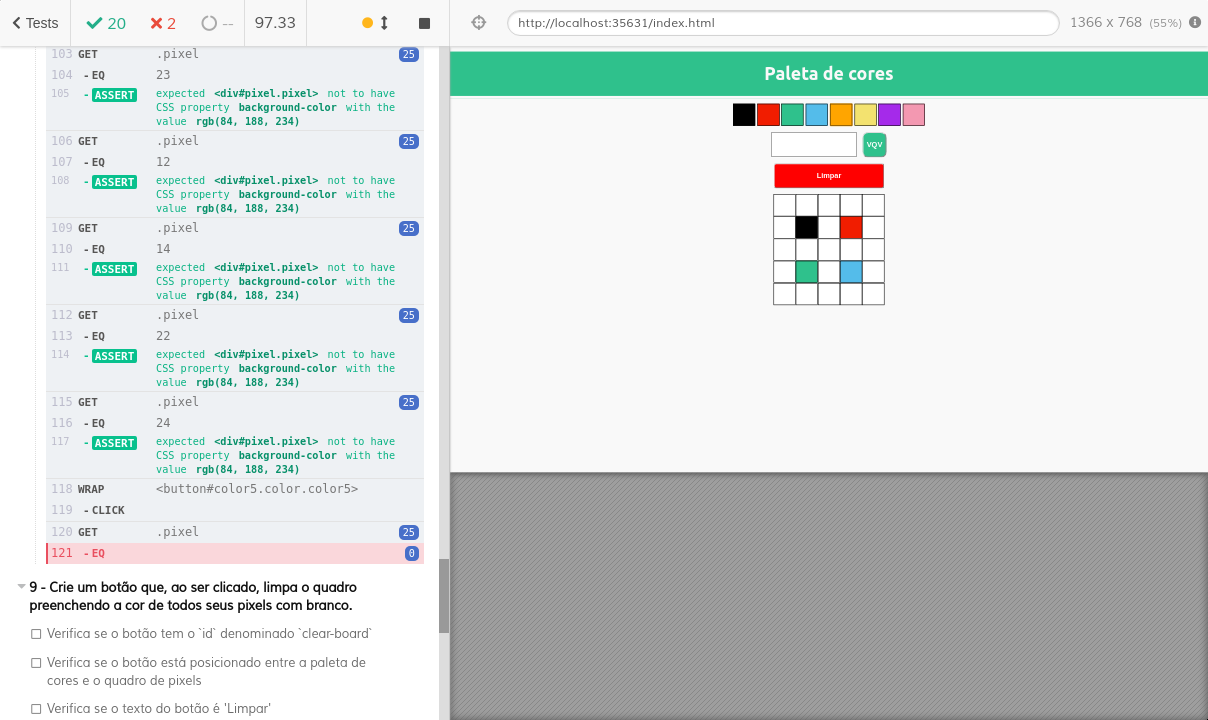 Tests 20 2 -- 97.33
http://localhost:35631/index.html 1366 x 768 (55%)
103 GET .pixel 25
104 - EQ 23
105 - ASSERT expected <div#pixel.pixel> not to have
CSS property background-color with the
value rgb(84, 188, 234)
106 GET .pixel 25
107 - EQ 12
108 - ASSERT expected <div#pixel.pixel> not to have
CSS property background-color with the
value rgb(84, 188, 234)
109 GET .pixel 25
110 - EQ 14
111 - ASSERT expected <div#pixel.pixel> not to have
CSS property background-color with the
value rgb(84, 188, 234)
112 GET .pixel 25
113 - EQ 22
114 - ASSERT expected <div#pixel.pixel> not to have
CSS property background-color with the
value rgb(84, 188, 234)
115 GET .pixel 25
116 - EQ 24
117 - ASSERT expected <div#pixel.pixel> not to have
CSS property background-color with the
value rgb(84, 188, 234)
118 WRAP <button#color5.color.color5>
119 - CLICK
120 GET .pixel 25
121 - EQ 0
9 - Crie um botão que, ao ser clicado, limpa o quadro
preenchendo a cor de todos seus pixels com branco.
Verifica se o botão tem o `id` denominado `clear-board`
Verifica se o botão está posicionado entre a paleta de
cores e o quadro de pixels
Verifica se o texto do botão é 'Limpar'
Paleta de cores
VQV
Limpar